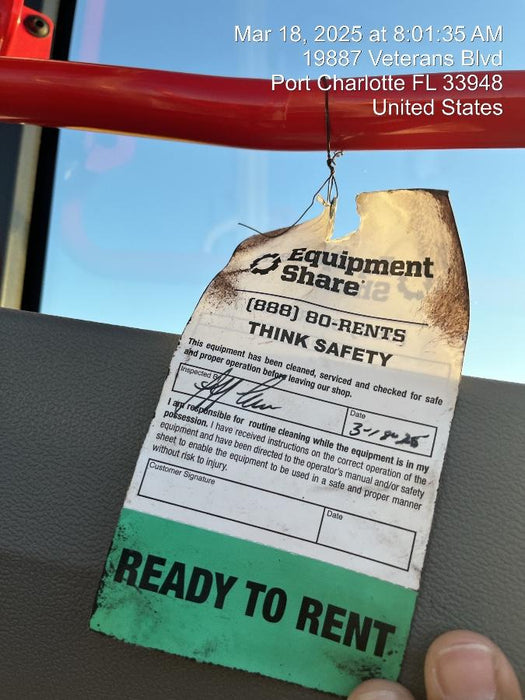 Mar 18, 2025 at 8:01:35 AM
19887 Veterans Blvd
Port Charlotte FL 33948
United States
Equipment
Share
(888) 80-RENTS
THINK SAFETY
This equipment has been cleaned, serviced and checked for safe
and proper operation before leaving our shop.
Inspected By
Date
3-18-25
I am responsible for routine cleaning while the equipment is in my
possession. I have received instructions on the correct operation of the
equipment and have been directed to the operator's manual and/or safety
sheet to enable the equipment to be used in a safe and proper manner
without risk to injury.
Customer Signature
Date
READY TO RENT